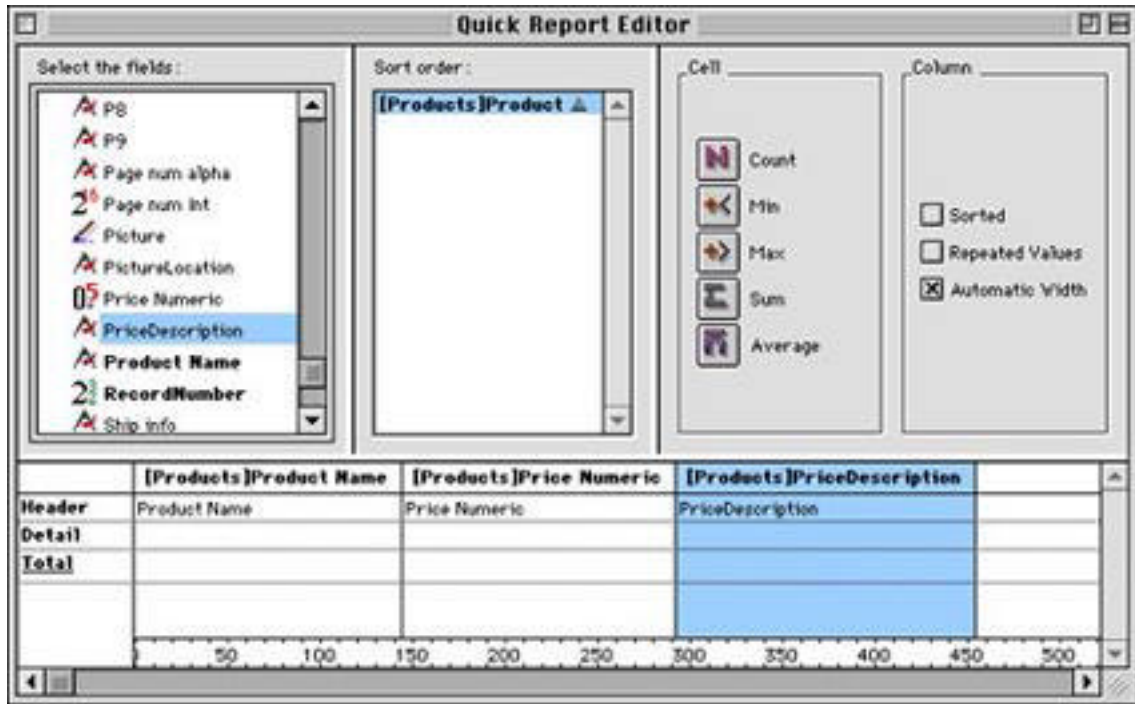 Quick Report Editor
Select the fields:
P8
P9
Page num alpha
Page num int
Picture
PictureLocation
Price Numeric
PriceDescription
Product Name
RecordNumber
Ship info
Sort order:
[Products]Product
Cell
Count
Min
Max
Sum
Average
Column
Sorted
Repeated Values
Automatic Width
[Products]Product Name [Products]Price Numeric [Products]PriceDescription
Header Product Name Price Numeric PriceDescription
Detail
Total
50 100 150 200 250 300 350 400 450 500